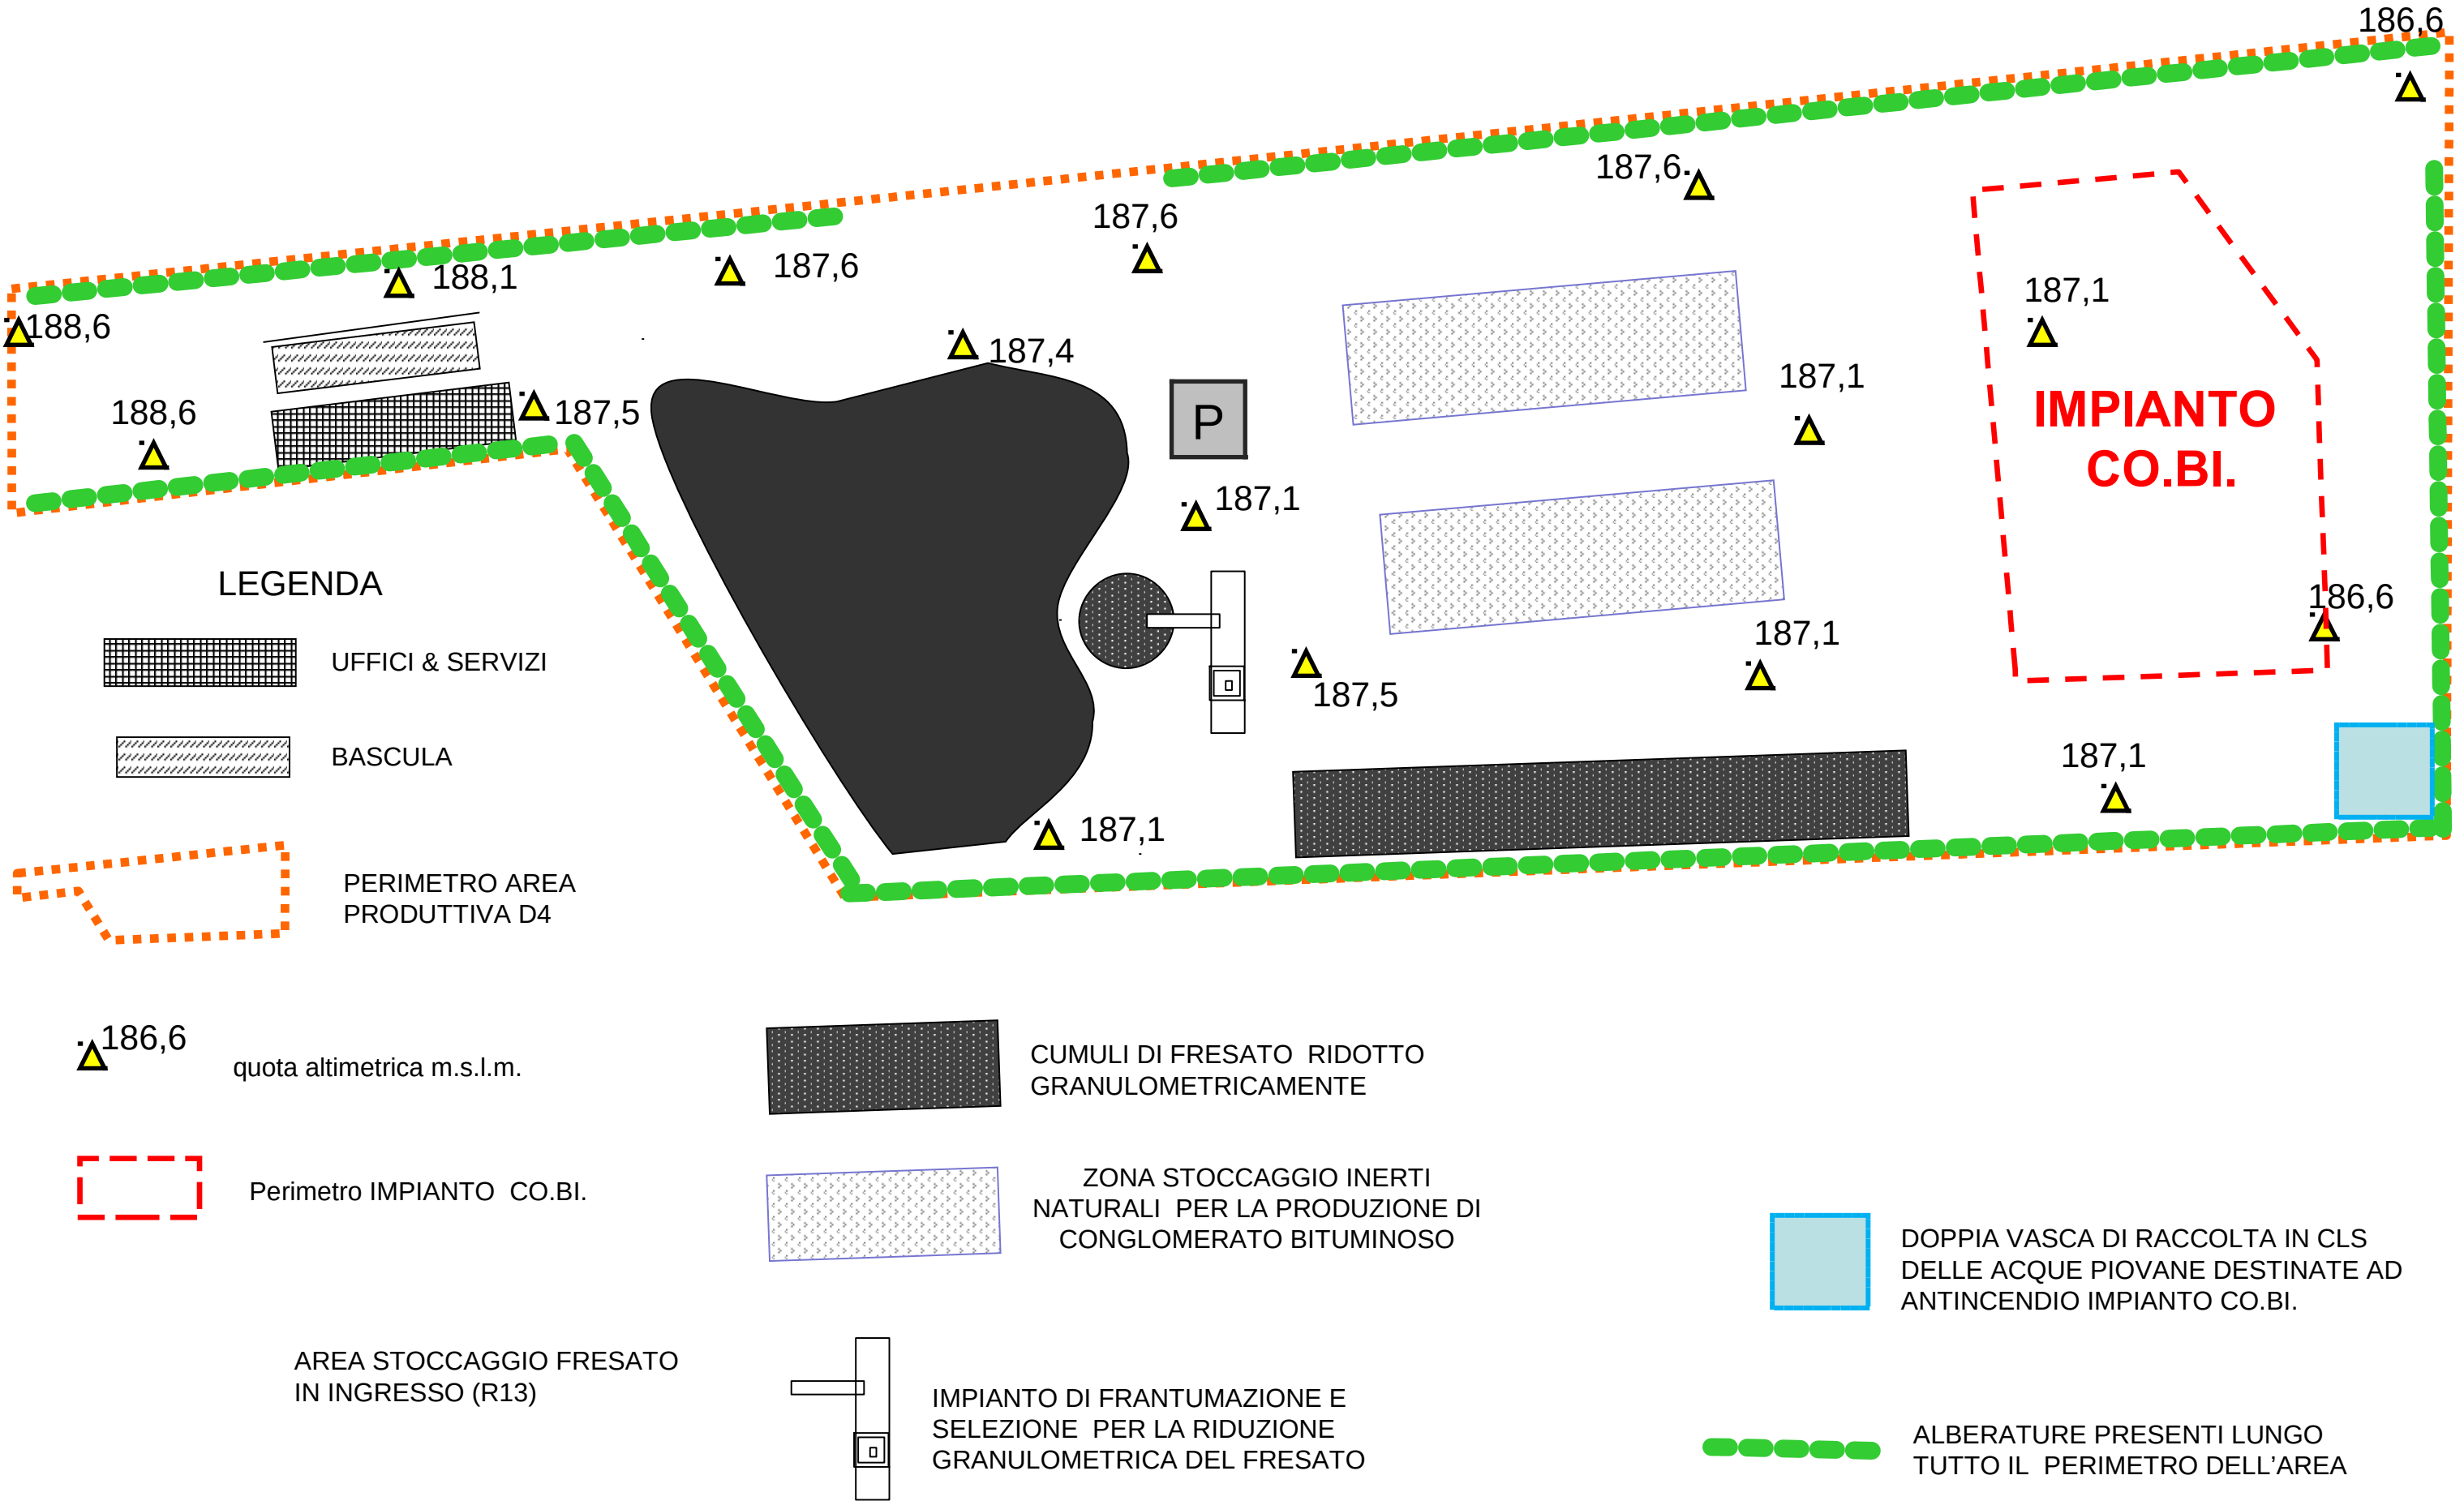 186,6
187,6
187,6
188,1
187,6
187,1
188,6
187,4
187,1
188,6
187,5
P
IMPIANTO
CO.BI.
187,1
LEGENDA
186,6
187,1
UFFICI & SERVIZI
187,5
BASCULA
187,1
187,1
PERIMETRO AREA
PRODUTTIVA D4
186,6
quota altimetrica m.s.l.m.
CUMULI DI FRESATO  RIDOTTO
GRANULOMETRICAMENTE
Perimetro IMPIANTO  CO.BI.
ZONA STOCCAGGIO INERTI
NATURALI  PER LA PRODUZIONE DI
CONGLOMERATO BITUMINOSO
DOPPIA VASCA DI RACCOLTA IN CLS
DELLE ACQUE PIOVANE DESTINATE AD
ANTINCENDIO IMPIANTO CO.BI.
AREA STOCCAGGIO FRESATO
IN INGRESSO (R13)
IMPIANTO DI FRANTUMAZIONE E
SELEZIONE  PER LA RIDUZIONE
GRANULOMETRICA DEL FRESATO
ALBERATURE PRESENTI LUNGO
TUTTO IL  PERIMETRO DELL’AREA